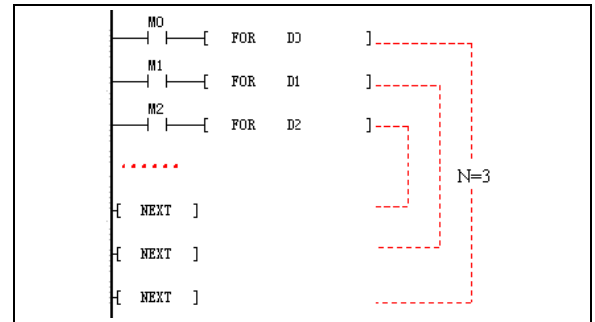 M0
[ FOR D0 ]
M1
[ FOR D1 ]
M2
[ FOR D2 ]
N=3
[ NEXT ]
[ NEXT ]
[ NEXT ]